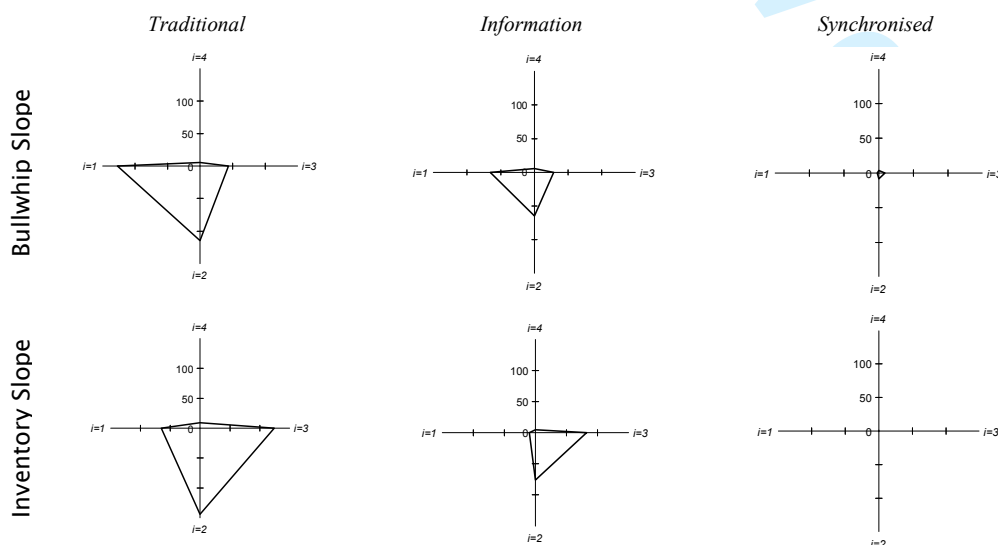 Traditional Information Synchronised
Bullwhip Slope
i=4
100
50
i=1 0 i=3
i=2
i=4
100
50
i=1 0 i=3
i=2
i=4
100
50
i=1 0 i=3
i=2
Inventory Slope
i=4
100
50
i=1 0 i=3
i=2
i=4
100
50
i=1 0 i=3
i=2
i=4
100
50
i=1 0 i=3
i=2